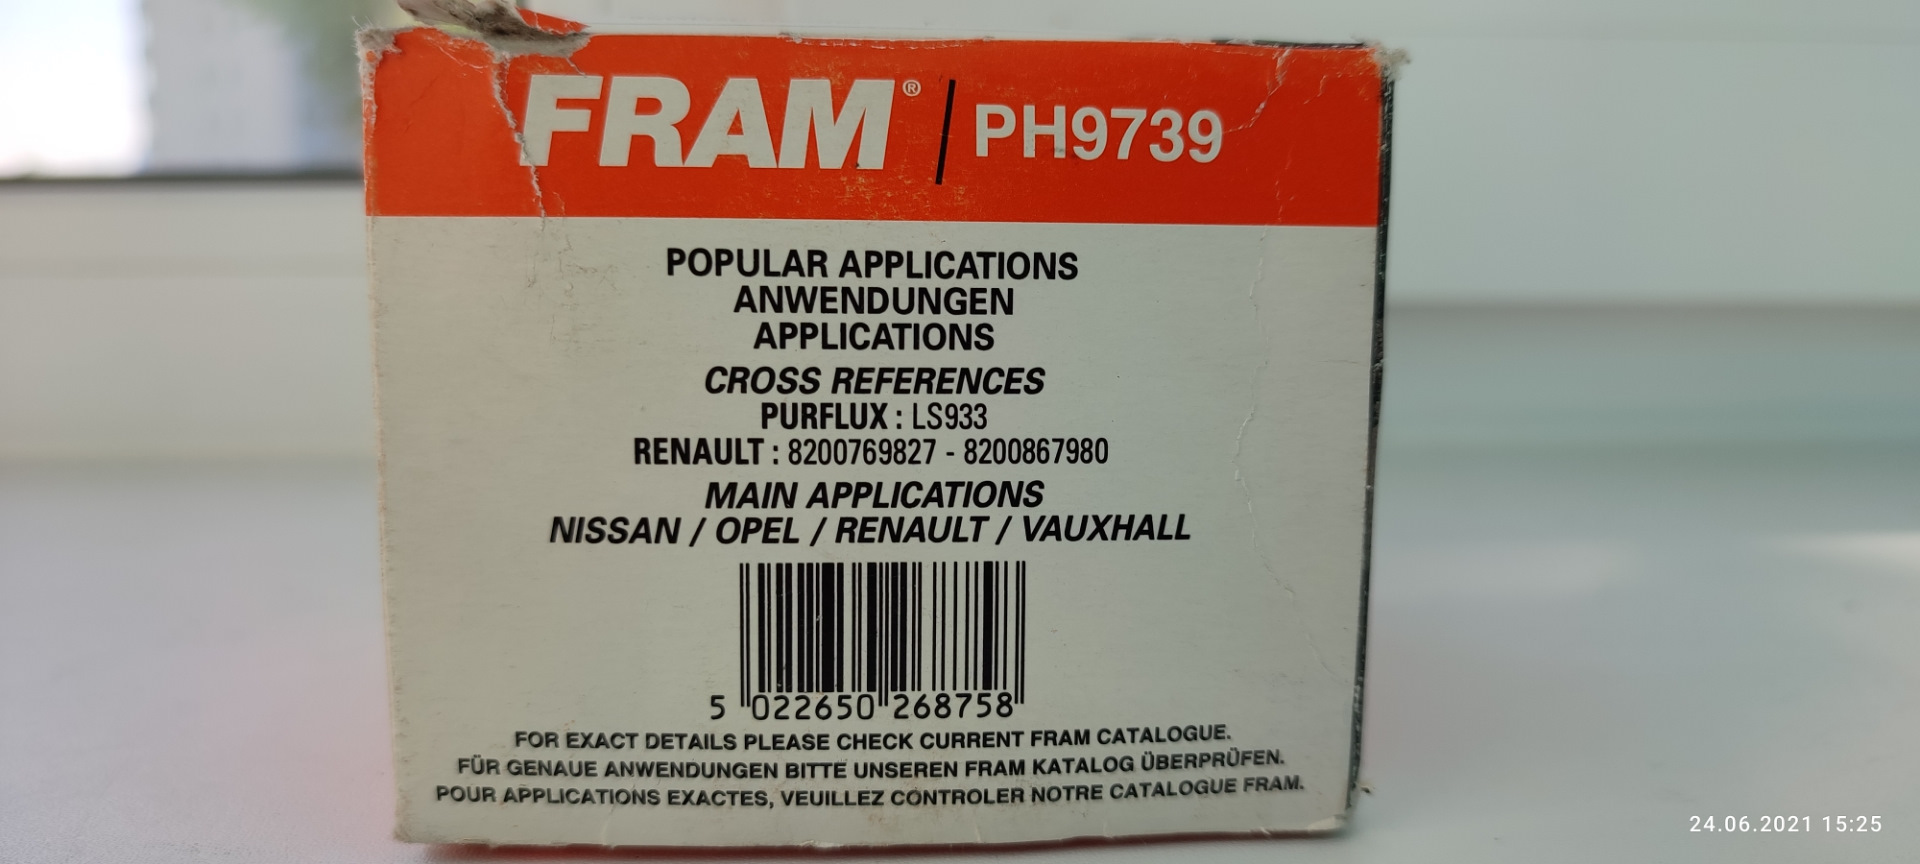 FRAM® | PH9739
POPULAR APPLICATIONS
ANWENDUNGEN
APPLICATIONS
CROSS REFERENCES
PURFLUX : LS933
RENAULT : 8200769827 - 8200867980
MAIN APPLICATIONS
NISSAN / OPEL / RENAULT / VAUXHALL
5 022650 268758
FOR EXACT DETAILS PLEASE CHECK CURRENT FRAM CATALOGUE.
FÜR GENAUE ANWENDUNGEN BITTE UNSEREN FRAM KATALOG ÜBERPRÜFEN.
POUR APPLICATIONS EXACTES, VEUILLEZ CONTROLER NOTRE CATALOGUE FRAM.
24.06.2021 15:25